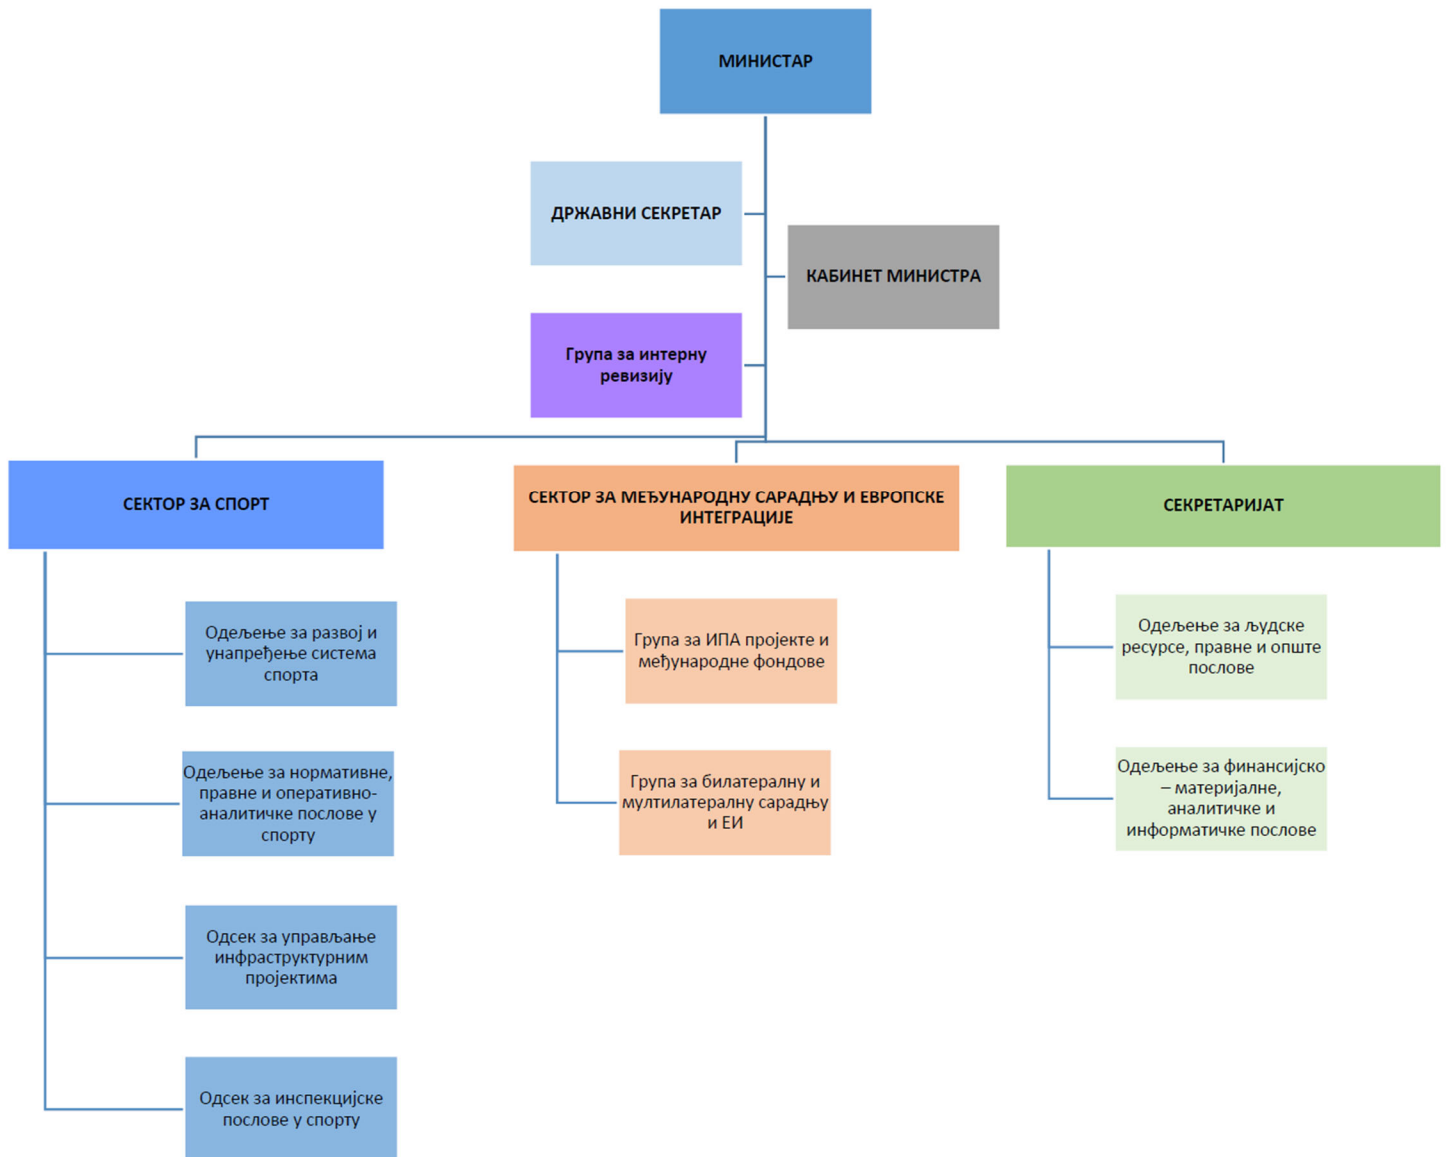 МИНИСТАР
ДРЖАВНИ СЕКРЕТАР
КАБИНЕТ МИНИСТРА
Група за интерну
ревизију
СЕКТОР ЗА СПОРТ
СЕКТОР ЗА МЕЂУНАРОДНУ САРАДЊУ И ЕВРОПСКЕ
ИНТЕГРАЦИЈЕ
СЕКРЕТАРИЈАТ
Одељење за развој и
унапређење система
спорта
Одељење за нормативне,
правне и оперативно-
аналитичке послове у
спорту
Одсек за управљање
инфраструктурним
пројектима
Одсек за инспекцијске
послове у спорту
Група за ИПА пројекте и
међународне фондове
Група за билатералну и
мултилатералну сарадњу
и ЕИ
Одељење за људске
ресурсе, правне и опште
послове
Одељење за финансијско
– материјалне,
аналитичке и
информатичке послове